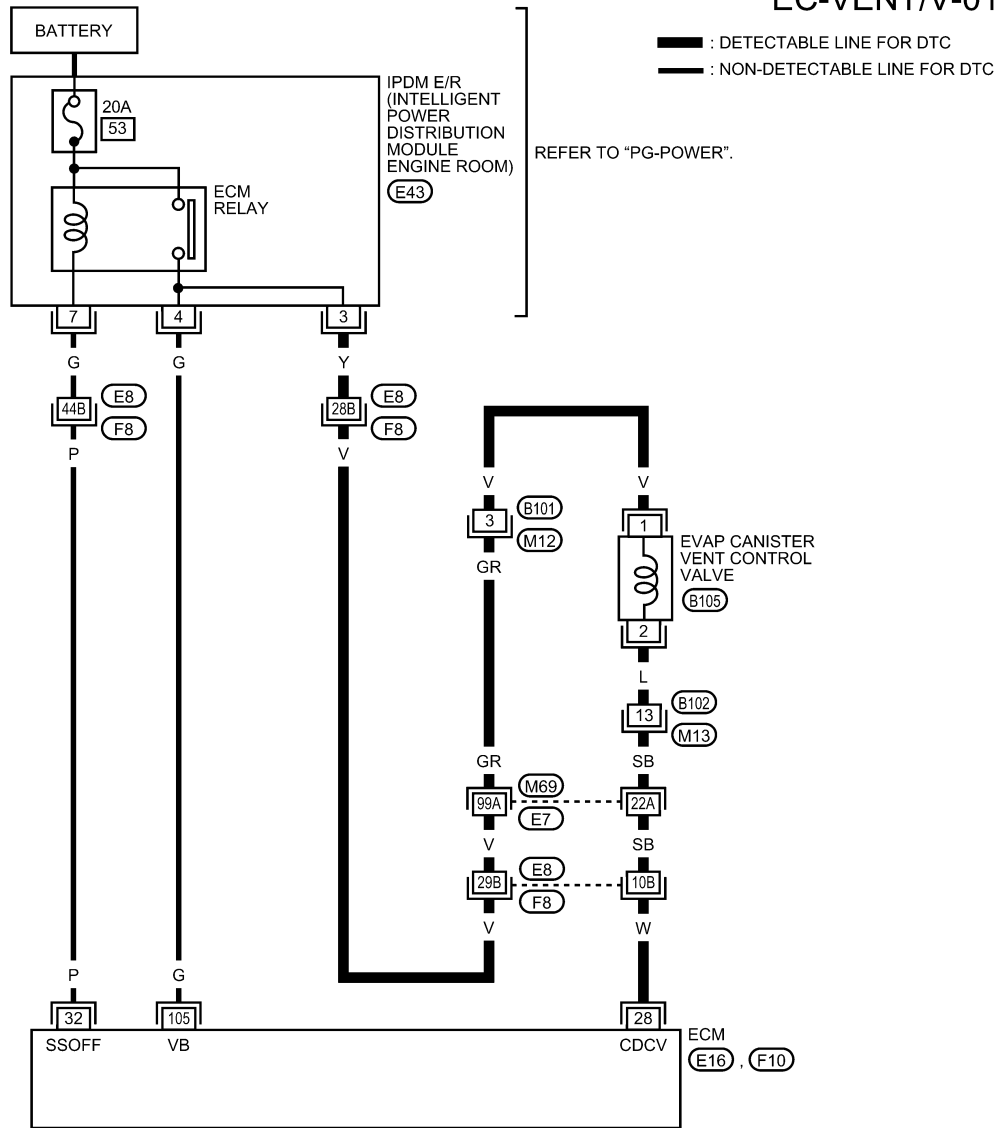 EC-VENT/V-01
BATTERY
: DETECTABLE LINE FOR DTC
: NON-DETECTABLE LINE FOR DTC
20A
53
IPDM E/R
(INTELLIGENT
POWER
DISTRIBUTION
MODULE
ENGINE ROOM)
E43
REFER TO “PG-POWER”.
ECM
RELAY
7
4
3
G
G
Y
44B
E8
F8
28B
E8
F8
P
V
V
V
3
B101
M12
1
EVAP CANISTER
VENT CONTROL
VALVE
B105
GR
2
L
13
B102
M13
GR
SB
99A
M69
E7
22A
V
SB
29B
E8
F8
10B
V
W
P
G
32
105
28
SSOFF
VB
CDCV
ECM
E16 , F10